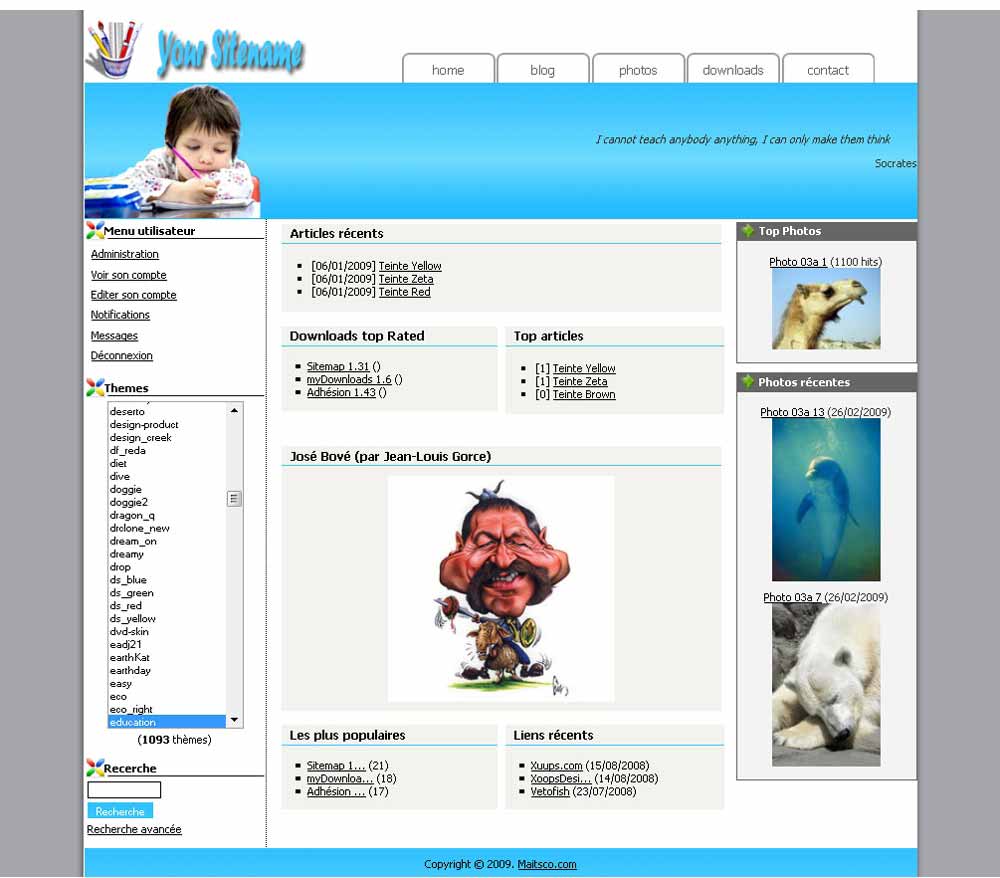 Your Sitename
home
blog
photos
downloads
contact
I cannot teach anybody anything, I can only make them think
Socrates
Menu utilisateur
Administration
Voir son compte
Editer son compte
Notifications
Messages
Déconnexion
Themes
deserto
design-product
design_creek
df_reda
diet
dive
doggie
doggie2
dragon_q
drclone_new
dream_on
dreamy
drop
ds_blue
ds_green
ds_red
ds_yellow
dvd-skin
eadj21
earthKat
earthday
easy
eco
eco_right
education
(1093 thèmes)
Recerche
Recherche
Recherche avancée
Articles récents
[06/01/2009] Teinte Yellow
[06/01/2009] Teinte Zeta
[06/01/2009] Teinte Red
Downloads top Rated
Sitemap 1.31 ()
myDownloads 1.6 ()
Adhésion 1.43 ()
Top articles
[1] Teinte Yellow
[1] Teinte Zeta
[0] Teinte Brown
José Bové (par Jean-Louis Gorce)
Les plus populaires
Sitemap 1... (21)
myDownloa... (18)
Adhésion ... (17)
Liens récents
Xuups.com (15/08/2008)
XoopsDesi... (14/08/2008)
Vetofish (23/07/2008)
Top Photos
Photo 03a 1 (1100 hits)
Photos récentes
Photo 03a 13 (26/02/2009)
Photo 03a 7 (26/02/2009)
Copyright © 2009. Maitsco.com